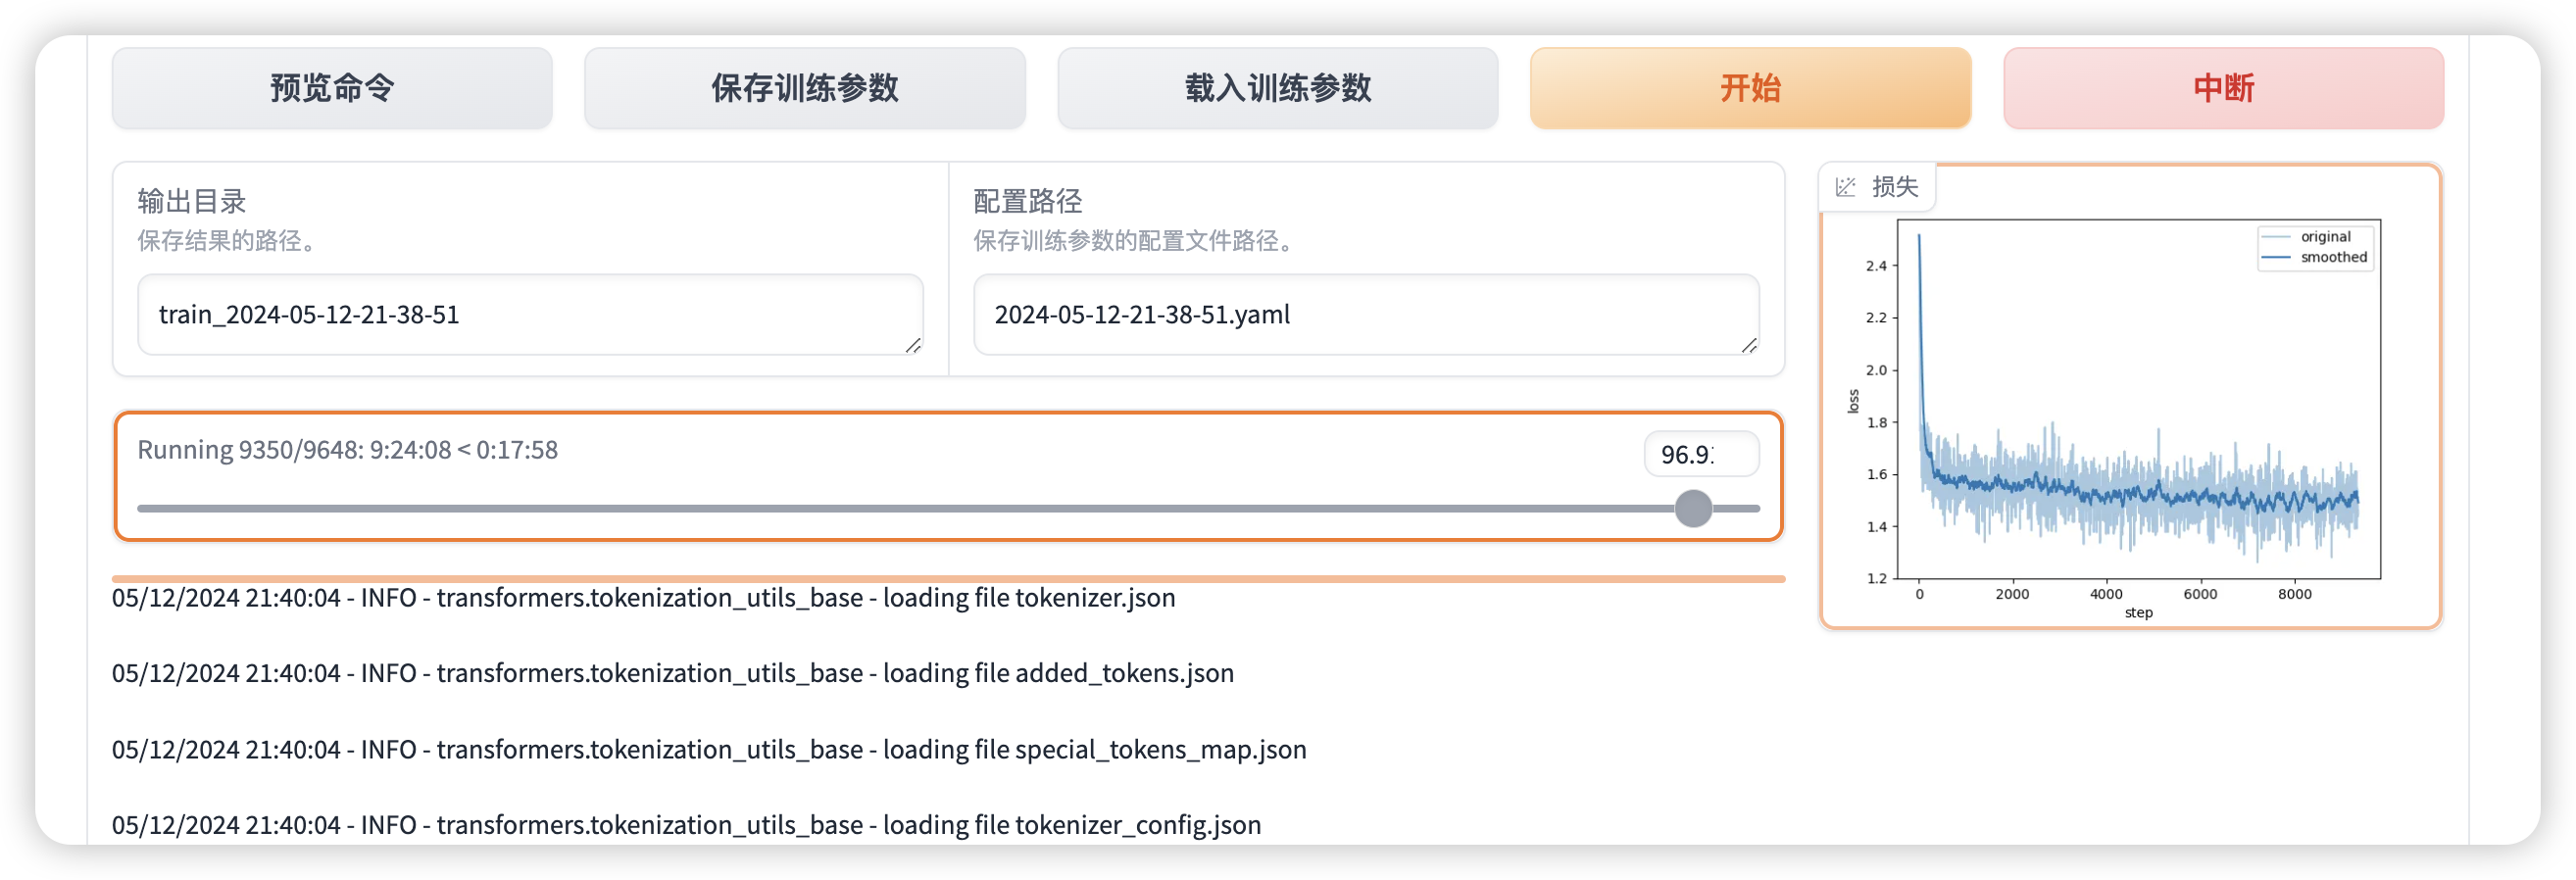 预览命令
保存训练参数
载入训练参数
开始
中断
输出目录
保存结果的路径。
train_2024-05-12-21-38-51
配置路径
保存训练参数的配置文件路径。
2024-05-12-21-38-51.yaml
Running 9350/9648: 9:24:08 < 0:17:58
96.9
05/12/2024 21:40:04 - INFO - transformers.tokenization_utils_base - loading file tokenizer.json
05/12/2024 21:40:04 - INFO - transformers.tokenization_utils_base - loading file added_tokens.json
05/12/2024 21:40:04 - INFO - transformers.tokenization_utils_base - loading file special_tokens_map.json
05/12/2024 21:40:04 - INFO - transformers.tokenization_utils_base - loading file tokenizer_config.json
损失
original
smoothed
loss
2.4
2.2
2.0
1.8
1.6
1.4
1.2
0 2000 4000 6000 8000
step